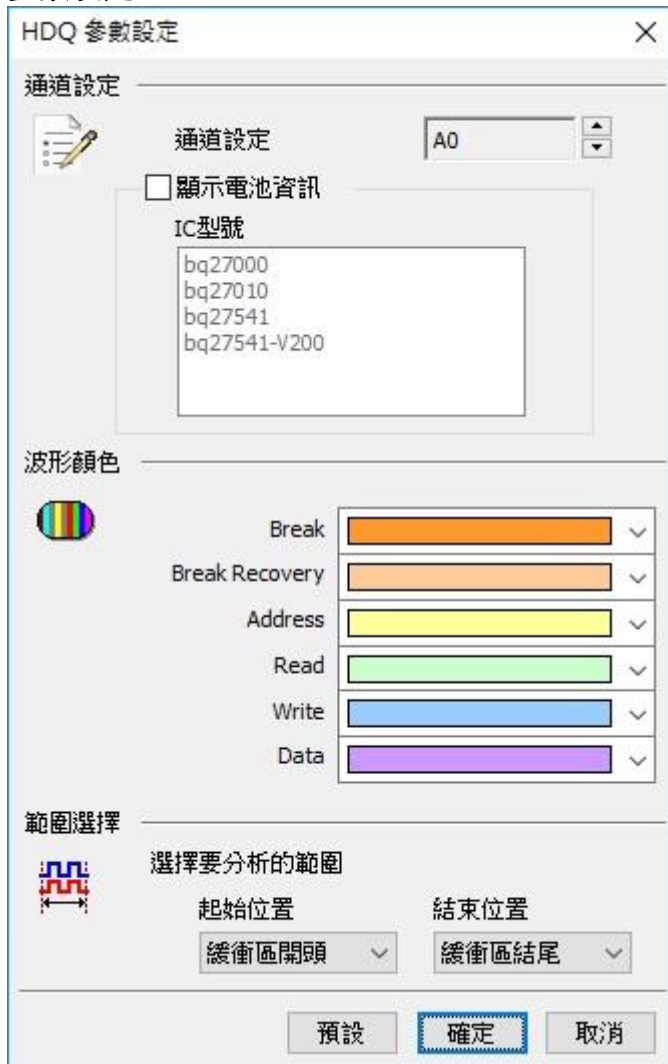 HDQ 參數設定
通道設定
通道設定 A0
顯示電池資訊
IC型號
bq27000
bq27010
bq27541
bq27541-V200
波形顏色
Break
Break Recovery
Address
Read
Write
Data
範圍選擇
選擇要分析的範圍
起始位置 結束位置
緩衝區開頭 緩衝區結尾
預設 確定 取消